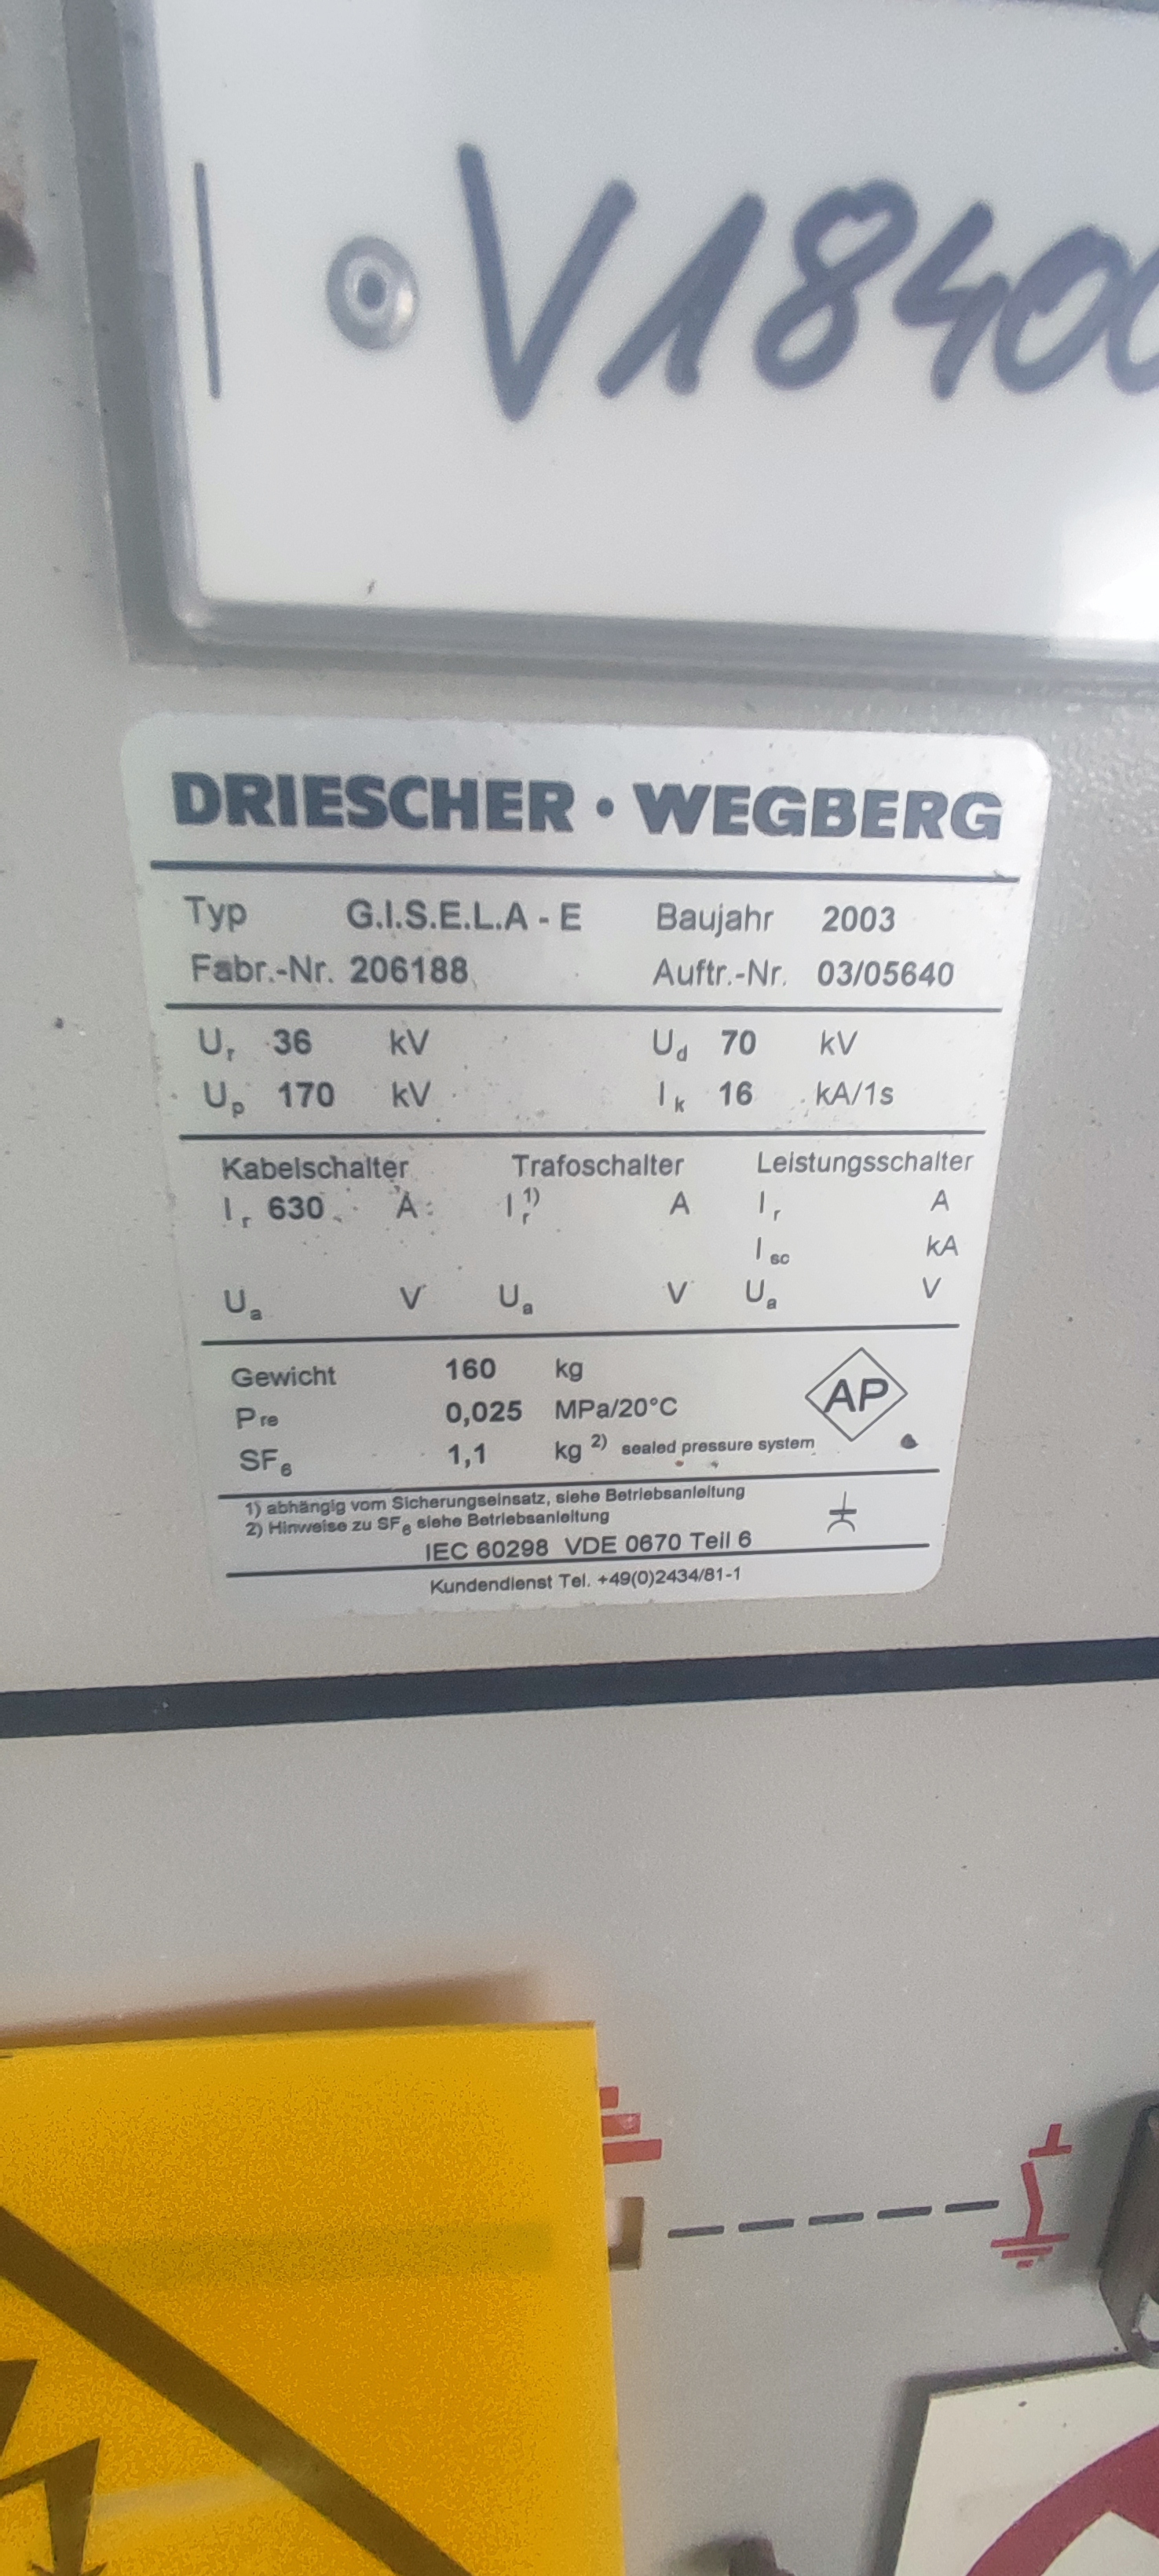 V18400
DRIESCHER • WEGBERG
Typ G.I.S.E.L.A - E Baujahr 2003
Fabr.-Nr. 206188 Auftr.-Nr. 03/05640
Ur 36 kV Ud 70 kV
Up 170 kV Ik 16 kA/1s
Kabelschalter Trafoschalter Leistungsschalter
Ir 630 A Ir 1) A Ir A
Isc kA
Ua V Ua V Ua V
Gewicht 160 kg
Pre 0,025 MPa/20°C AP
SF6 1,1 kg 2) sealed pressure system
1) abhängig vom Sicherungseinsatz, siehe Betriebsanleitung
2) Hinweise zu SF6 siehe Betriebsanleitung
IEC 60298 VDE 0670 Teil 6
Kundendienst Tel. +49(0)2434/81-1